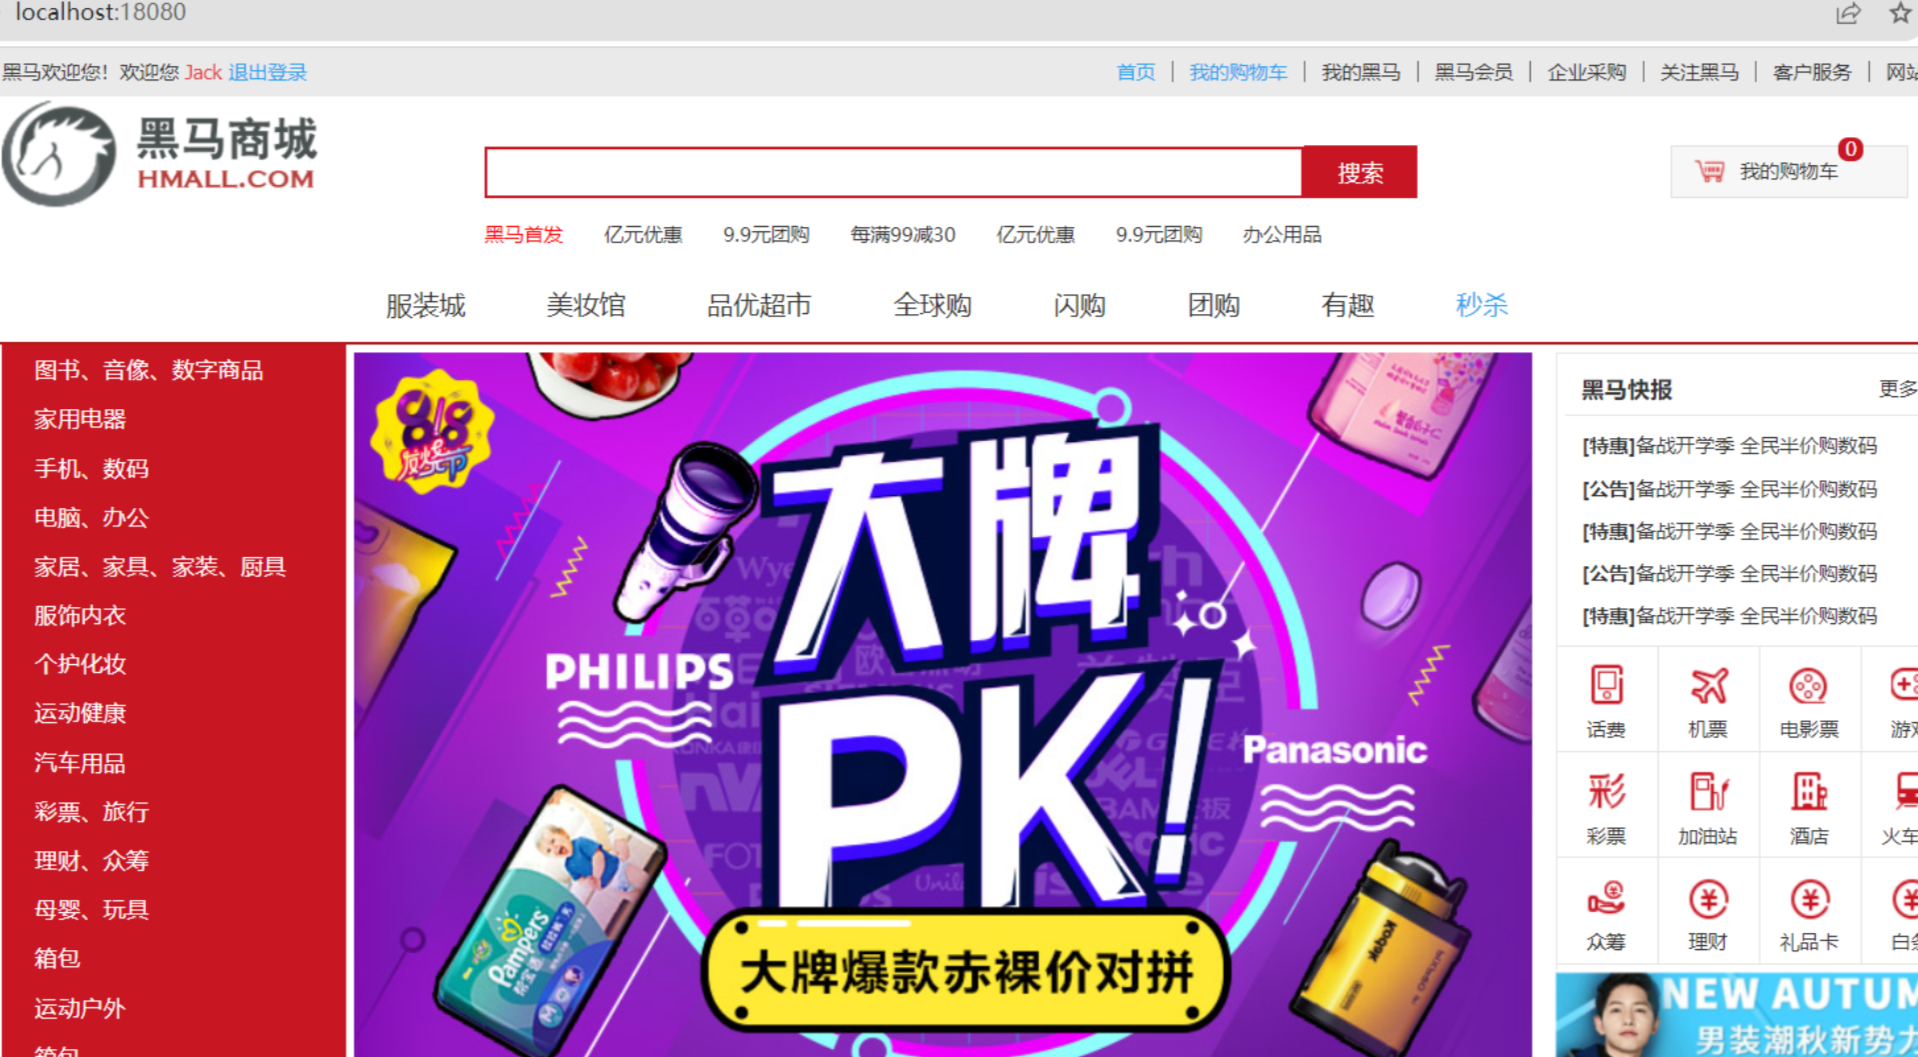 localhost:18080
黑马欢迎您！欢迎您 Jack 退出登录
首页 | 我的购物车 | 我的黑马 | 黑马会员 | 企业采购 | 关注黑马 | 客户服务 | 网站
黑马商城
HMALL.COM
搜索
我的购物车 0
黑马首发 亿元优惠 9.9元团购 每满99减30 亿元优惠 9.9元团购 办公用品
服装城 美妆馆 品优超市 全球购 闪购 团购 有趣 秒杀
图书、音像、数字商品
家用电器
手机、数码
电脑、办公
家居、家具、家装、厨具
服饰内衣
个护化妆
运动健康
汽车用品
彩票、旅行
理财、众筹
母婴、玩具
箱包
运动户外
箱包
大牌
PK!
PHILIPS
Panasonic
Pampers
Kodak
大牌爆款赤裸价对拼
黑马快报 更多
[特惠]备战开学季 全民半价购数码
[公告]备战开学季 全民半价购数码
[特惠]备战开学季 全民半价购数码
[公告]备战开学季 全民半价购数码
[特惠]备战开学季 全民半价购数码
话费 机票 电影票 游戏
彩票 加油站 酒店 火车
众筹 理财 礼品卡 白条
NEW AUTUM
男装潮秋新势力